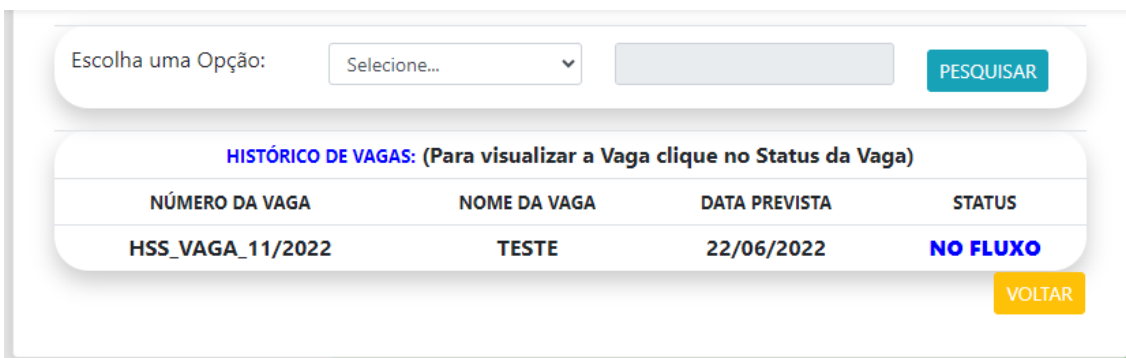 Escolha uma Opção: Selecione... PESQUISAR
HISTÓRICO DE VAGAS: (Para visualizar a Vaga clique no Status da Vaga)
NÚMERO DA VAGA NOME DA VAGA DATA PREVISTA STATUS
HSS_VAGA_11/2022 TESTE 22/06/2022 NO FLUXO
VOLTAR